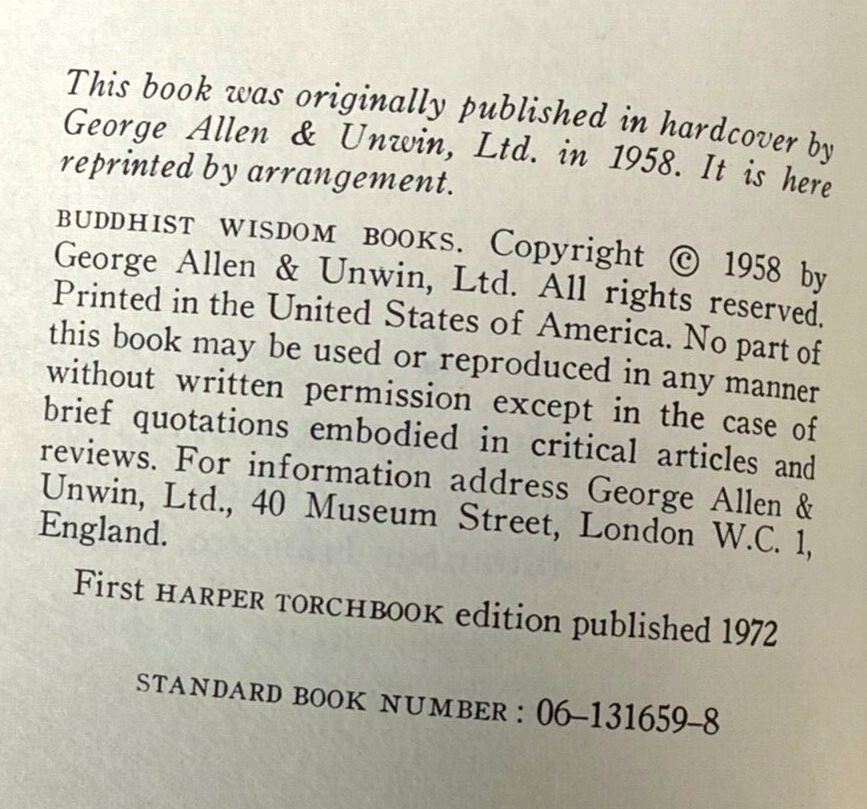 This book was originally published in hardcover by
George Allen & Unwin, Ltd. in 1958. It is here
reprinted by arrangement.
BUDDHIST WISDOM BOOKS. Copyright © 1958 by
George Allen & Unwin, Ltd. All rights reserved.
Printed in the United States of America. No part of
this book may be used or reproduced in any manner
without written permission except in the case of
brief quotations embodied in critical articles and
reviews. For information address George Allen &
Unwin, Ltd., 40 Museum Street, London W.C. 1,
England.
First HARPER TORCHBOOK edition published 1972
STANDARD BOOK NUMBER: 06–131659–8